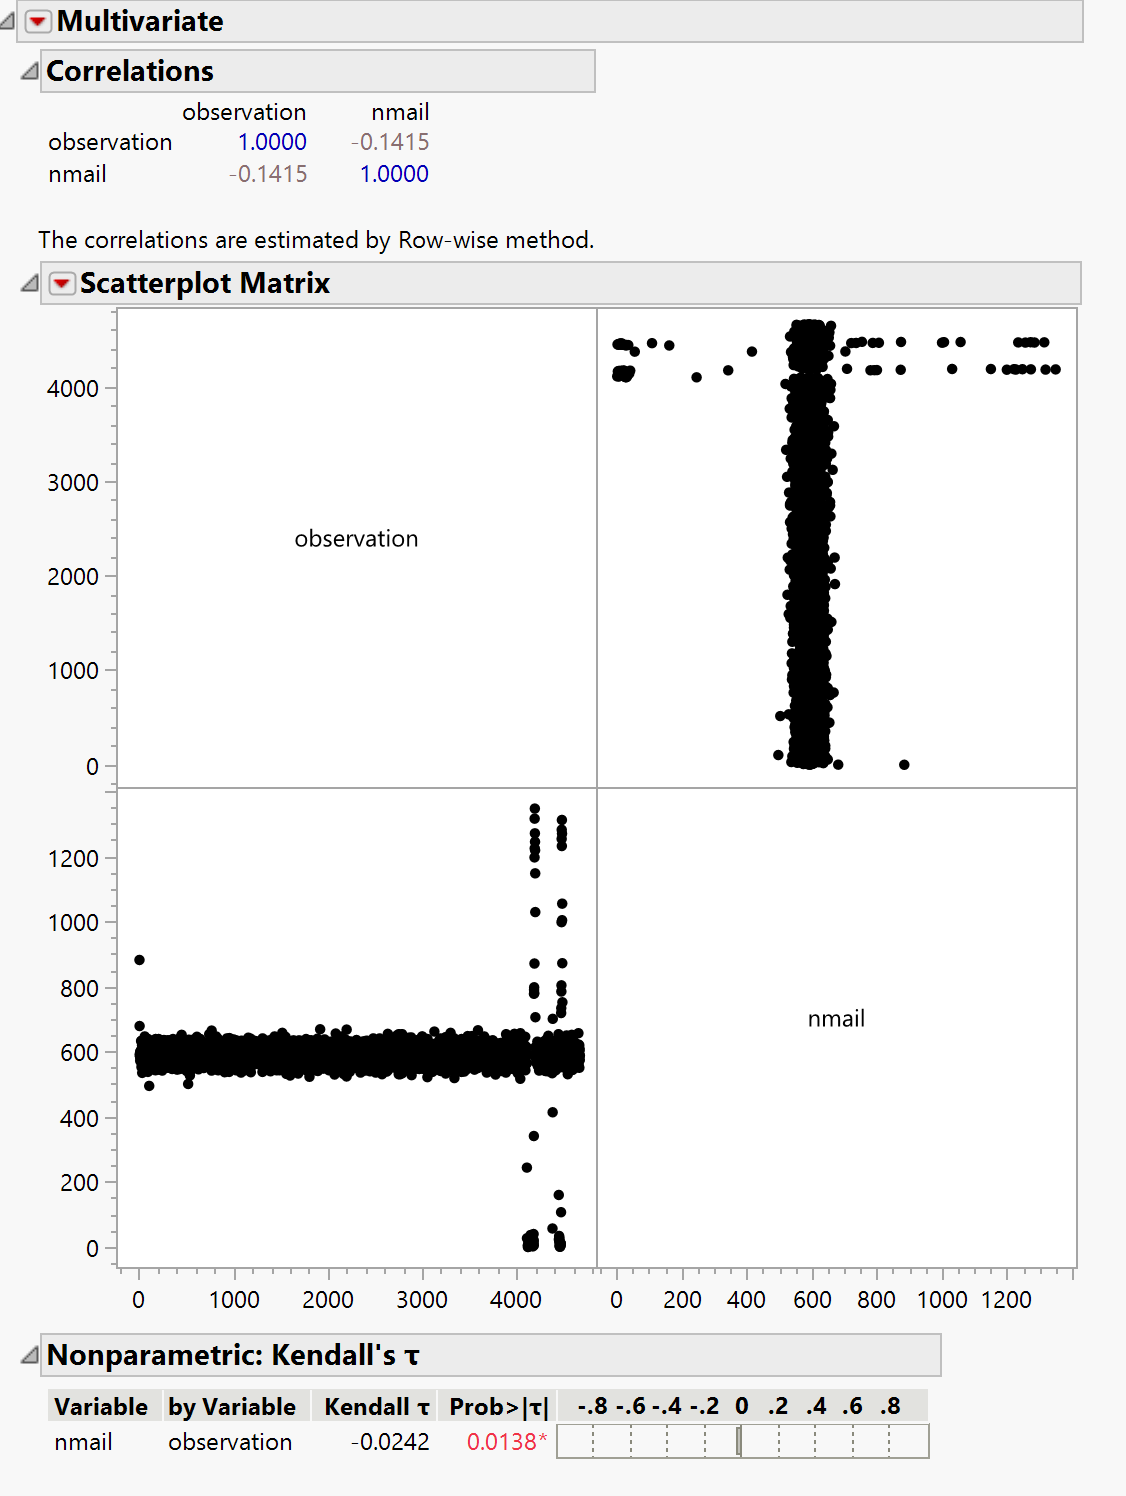 Multivariate
Correlations
observation nmail
observation 1.0000 -0.1415
nmail -0.1415 1.0000
The correlations are estimated by Row-wise method.
Scatterplot Matrix
4000
3000
2000
1000
0
observation
1200
1000
800
600
400
200
0
nmail
0 1000 2000 3000 4000 0 200 400 600 800 1000 1200
Nonparametric: Kendall's τ
Variable by Variable Kendall τ Prob>|τ| -.8 -.6 -.4 -.2 0 .2 .4 .6 .8
nmail observation -0.0242 0.0138*